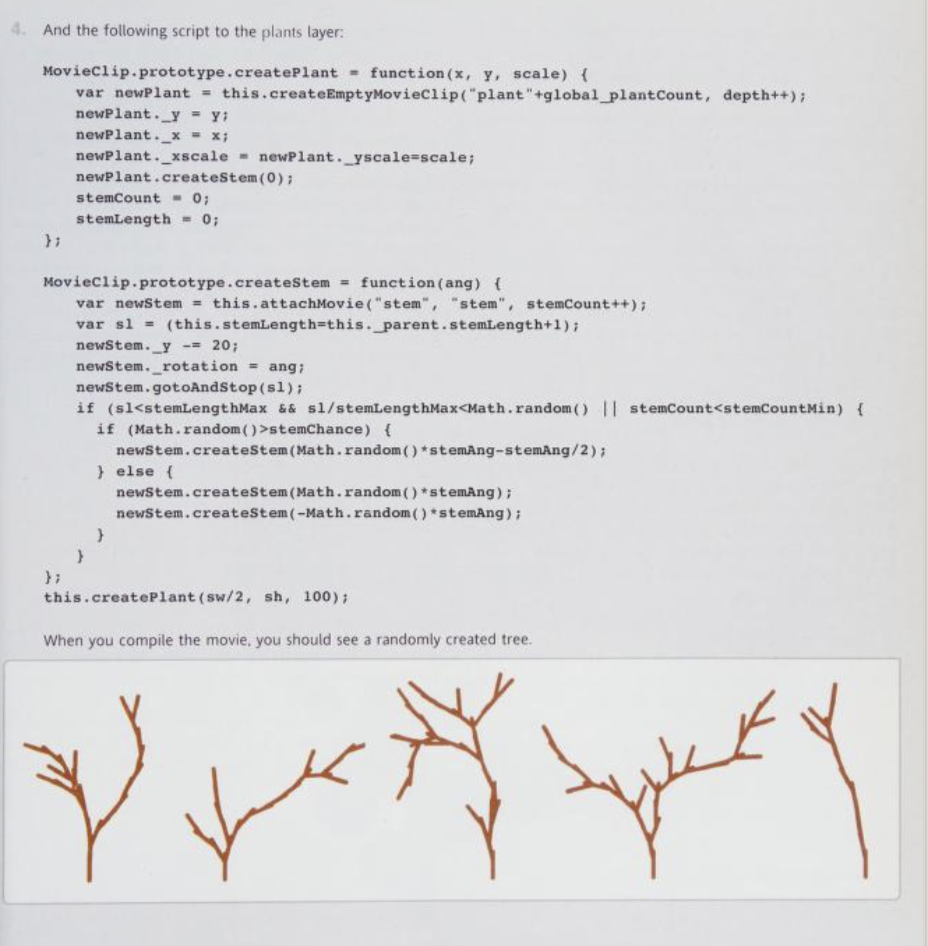 4. And the following script to the plants layer:
MovieClip.prototype.createPlant = function(x, y, scale) {
var newPlant = this.createEmptyMovieClip("plant"+global_plantCount, depth++);
newPlant._y = y;
newPlant._x = x;
newPlant._xscale = newPlant._yscale=scale;
newPlant.createStem(0);
stemCount = 0;
stemLength = 0;
};
MovieClip.prototype.createStem = function(ang) {
var newStem = this.attachMovie("stem", "stem", stemCount++);
var sl = (this.stemLength=this._parent.stemLength+1);
newStem._y -= 20;
newStem._rotation = ang;
newStem.gotoAndStop(sl);
if (sl<stemLengthMax && sl/stemLengthMax<Math.random() || stemCount<stemCountMin) {
if (Math.random()>stemChance) {
newStem.createStem(Math.random()*stemAng-stemAng/2);
} else {
newStem.createStem(Math.random()*stemAng);
newStem.createStem(-Math.random()*stemAng);
}
}
};
this.createPlant(sw/2, sh, 100);
When you compile the movie, you should see a randomly created tree.